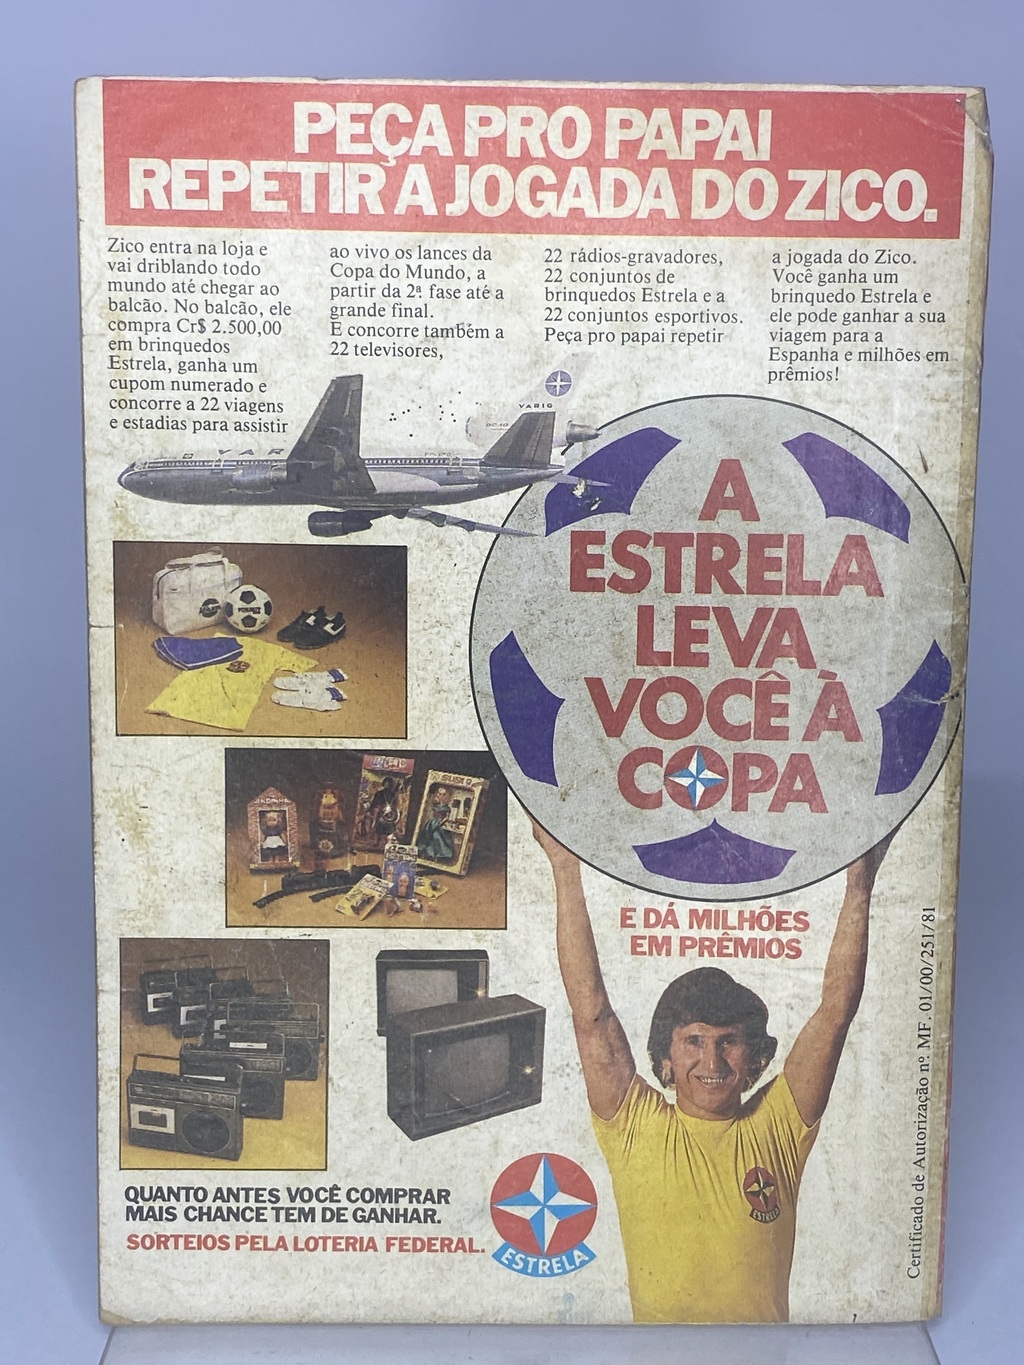 PEÇA PRO PAPAI
REPETIR A JOGADA DO ZICO.
Zico entra na loja e
vai driblando todo
mundo até chegar ao
balcão. No balcão, ele
compra Cr$ 2.500,00
em brinquedos
Estrela, ganha um
cupom numerado e
concorre a 22 viagens
e estadias para assistir
ao vivo os lances da
Copa do Mundo, a
partir da 2ª fase até a
grande final.
E concorre também a
22 televisores,
22 rádios-gravadores,
22 conjuntos de
brinquedos Estrela e a
22 conjuntos esportivos.
Peça pro papai repetir
a jogada do Zico.
Você ganha um
brinquedo Estrela e
ele pode ganhar a sua
viagem para a
Espanha e milhões em
prêmios!
VARIG
VAR
A
ESTRELA
LEVA
VOCÊ À
COPA
E DÁ MILHÕES
EM PRÊMIOS
SUSI
ESTRELA
QUANTO ANTES VOCÊ COMPRAR
MAIS CHANCE TEM DE GANHAR.
SORTEIOS PELA LOTERIA FEDERAL.
ESTRELA
Certificado de Autorização nº. MF. 01/00/251/81